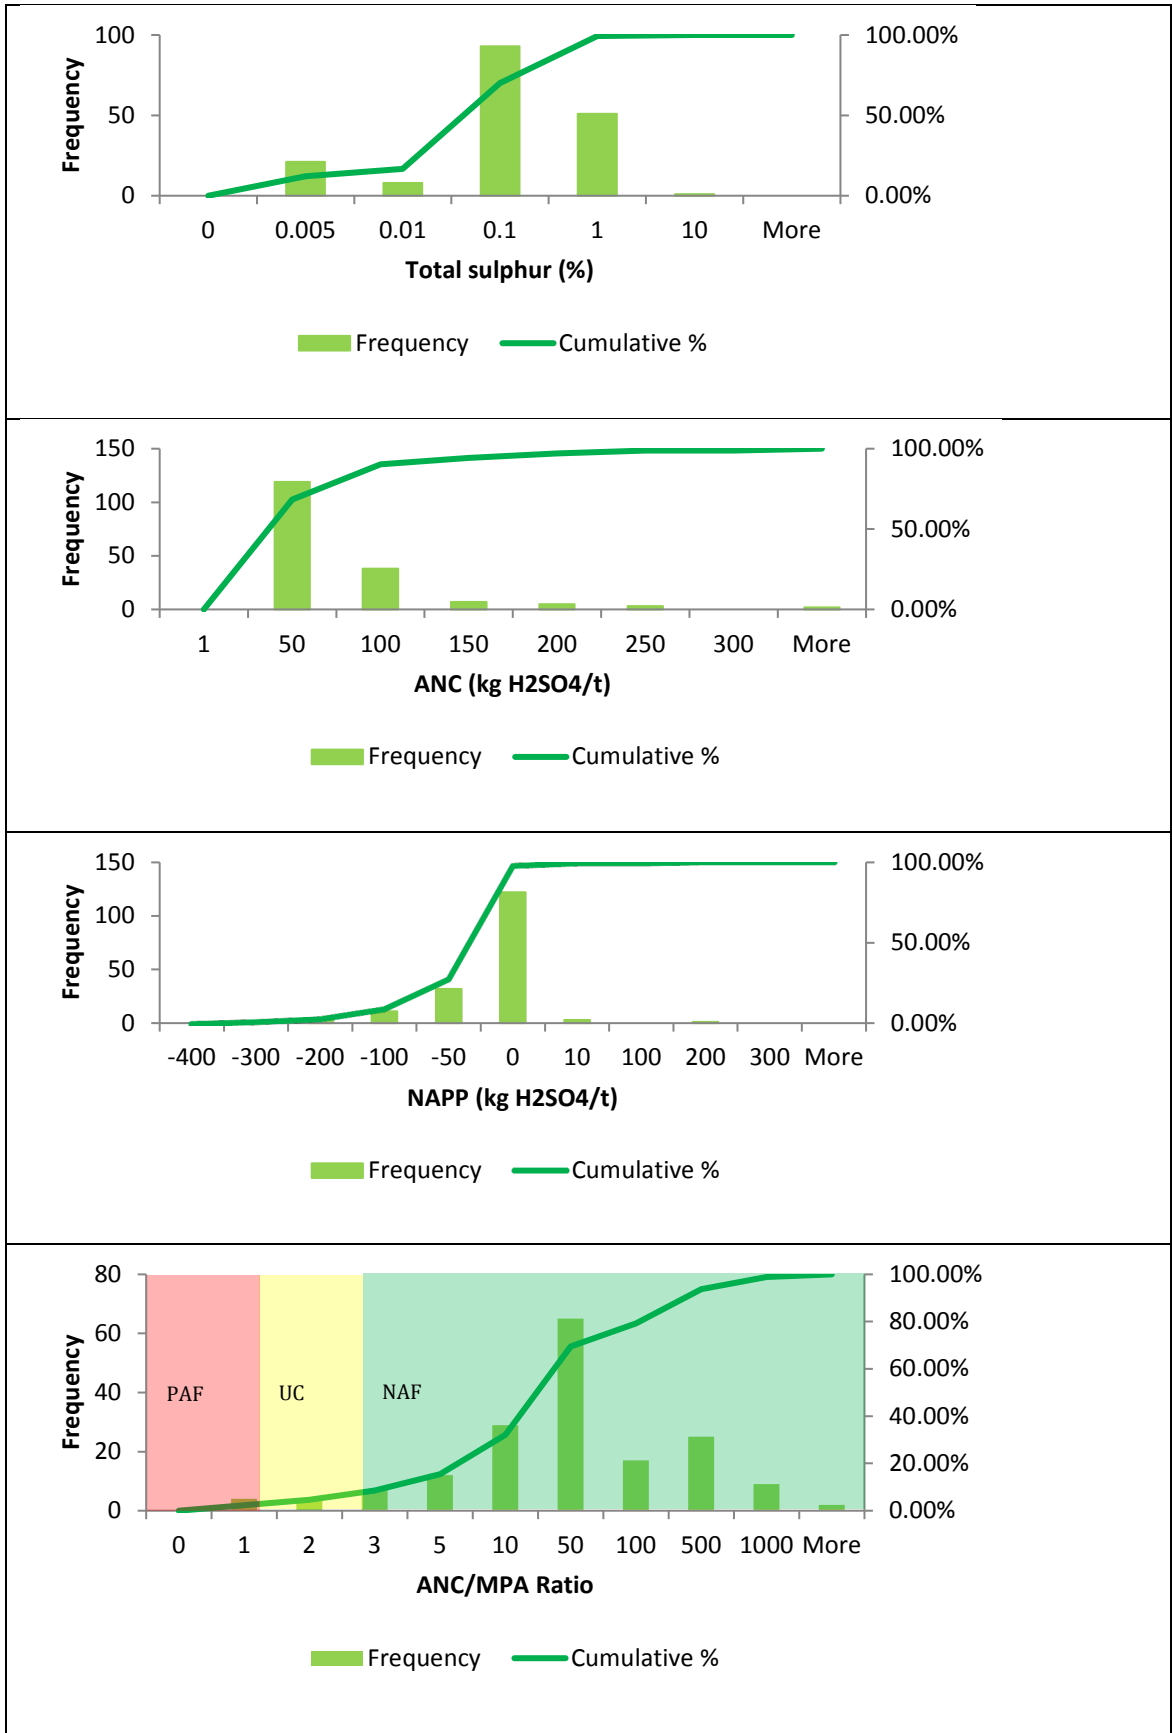 100
50
0
Frequency
100.00%
50.00%
0.00%
0 0.005 0.01 0.1 1 10 More
Total sulphur (%)
Frequency Cumulative %
150
100
50
0
Frequency
100.00%
50.00%
0.00%
1 50 100 150 200 250 300 More
ANC (kg H2SO4/t)
Frequency Cumulative %
150
100
50
0
Frequency
100.00%
50.00%
0.00%
-400 -300 -200 -100 -50 0 10 100 200 300 More
NAPP (kg H2SO4/t)
Frequency Cumulative %
80
60
40
20
0
Frequency
PAF UC NAF
100.00%
80.00%
60.00%
40.00%
20.00%
0.00%
0 1 2 3 5 10 50 100 500 1000 More
ANC/MPA Ratio
Frequency Cumulative %